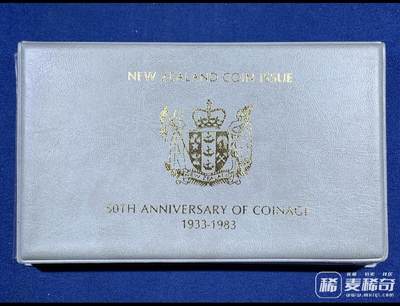 NEW ZEALAND COIN ISSUE
50TH ANNIVERSARY OF COINAGE
1933-1983
稀
麦稀奇